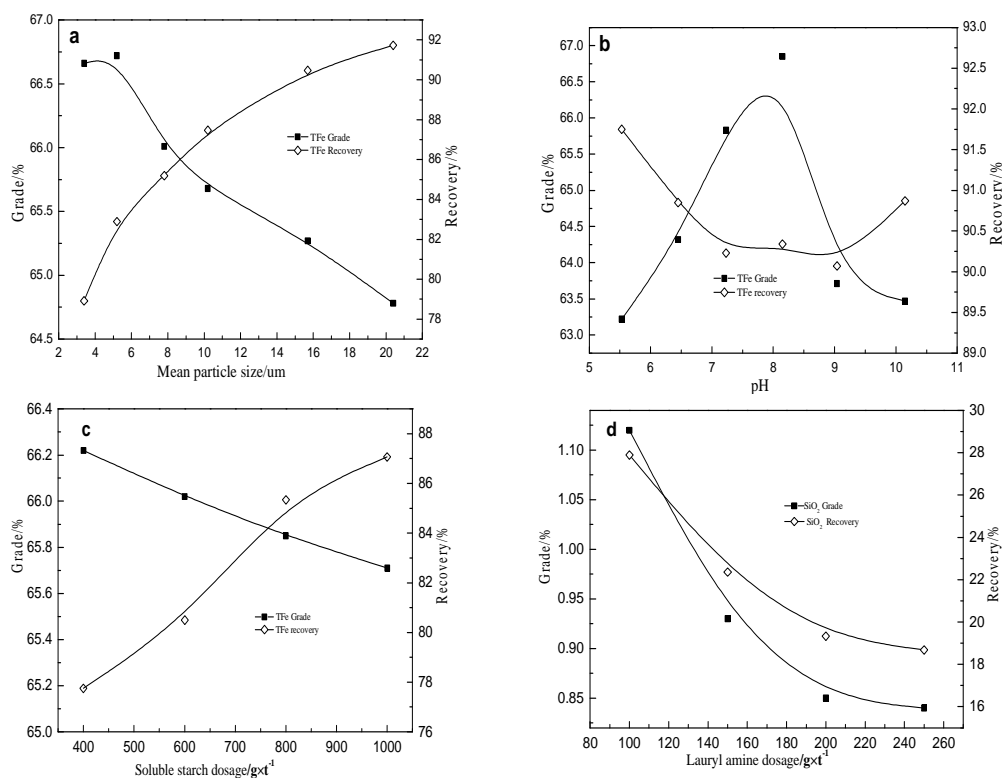 a
67.0
66.5
66.0
65.5
65.0
64.5
Grade/%
92
90
88
86
84
82
80
78
Recovery/%
TFe Grade
TFe Recovery
2 4 6 8 10 12 14 16 18 20 22
Mean particle size/um
b
67.0
66.5
66.0
65.5
65.0
64.5
64.0
63.5
63.0
Grade/%
93.0
92.5
92.0
91.5
91.0
90.5
90.0
89.5
89.0
Recovery/%
TFe Grade
TFe recovery
5 6 7 8 9 10 11
pH
c
66.4
66.2
66.0
65.8
65.6
65.4
65.2
65.0
Grade/%
88
86
84
82
80
78
76
Recovery/%
TFe Grade
TFe recovery
400 500 600 700 800 900 1000
Soluble starch dosage/g×t⁻¹
d
1.10
1.05
1.00
0.95
0.90
0.85
Grade/%
30
28
26
24
22
20
18
16
Recovery/%
SiO₂ Grade
SiO₂ Recovery
80 100 120 140 160 180 200 220 240 260
Lauryl amine dosage/g×t⁻¹